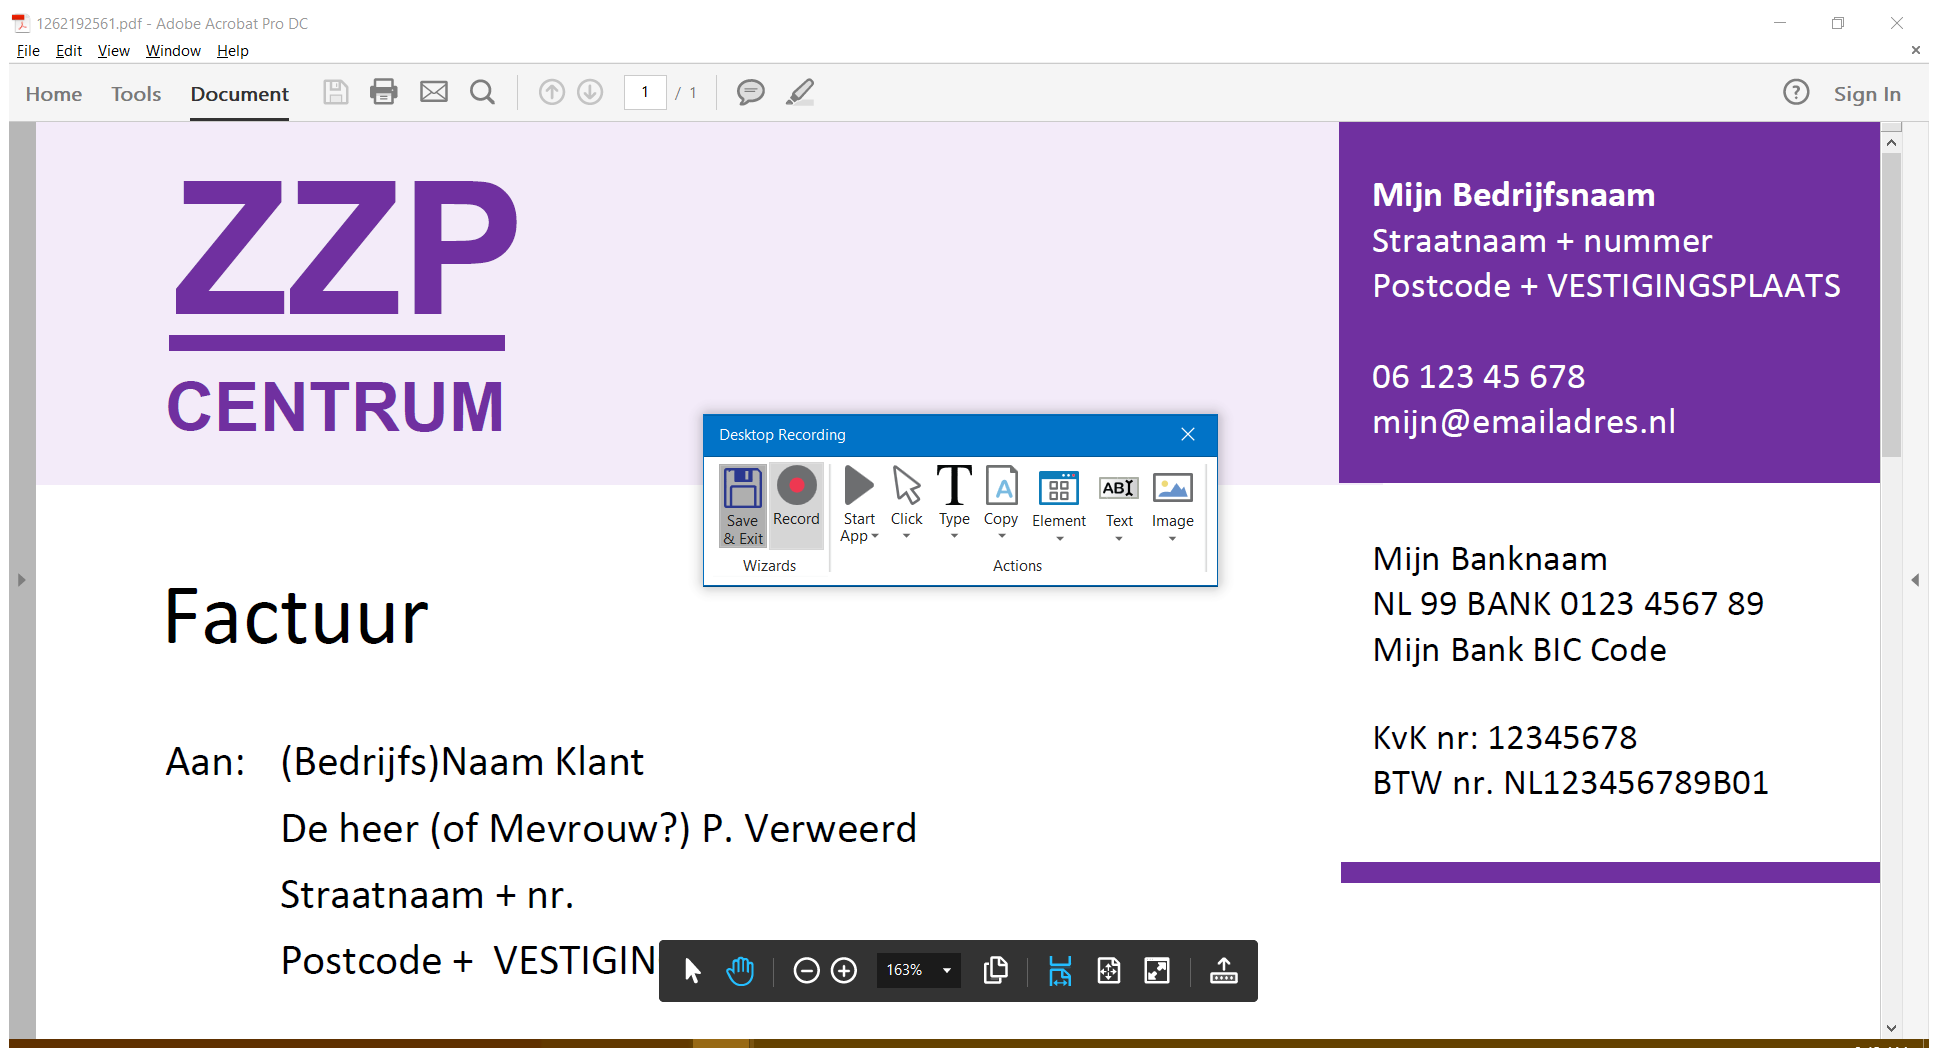 1262192561.pdf - Adobe Acrobat Pro DC
File Edit View Window Help
Home Tools Document 1 / 1 Sign In
ZZP
CENTRUM
Mijn Bedrijfsnaam
Straatnaam + nummer
Postcode + VESTIGINGSPLAATS
06 123 45 678
mijn@emailadres.nl
Desktop Recording
Save & Exit
Record
Start App
Click
Type
Copy
Element
Text
Image
Wizards
Actions
Mijn Banknaam
NL 99 BANK 0123 4567 89
Mijn Bank BIC Code
KvK nr: 12345678
BTW nr. NL123456789B01
Factuur
Aan: (Bedrijfs)Naam Klant
De heer (of Mevrouw?) P. Verweerd
Straatnaam + nr.
Postcode + VESTIGIN
163%